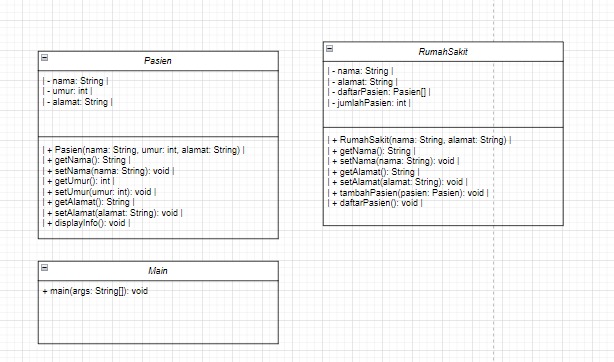 Pasien
| - nama: String |
| - umur: int |
| - alamat: String |
| + Pasien(nama: String, umur: int, alamat: String) |
| + getNama(): String |
| + setNama(nama: String): void |
| + getUmur(): int |
| + setUmur(umur: int): void |
| + getAlamat(): String |
| + setAlamat(alamat: String): void |
| + displayInfo(): void |
RumahSakit
| - nama: String |
| - alamat: String |
| - daftarPasien: Pasien[] |
| - jumlahPasien: int |
| + RumahSakit(nama: String, alamat: String) |
| + getNama(): String |
| + setNama(nama: String): void |
| + getAlamat(): String |
| + setAlamat(alamat: String): void |
| + tambahPasien(pasien: Pasien): void |
| + daftarPasien(): void |
Main
+ main(args: String[]): void